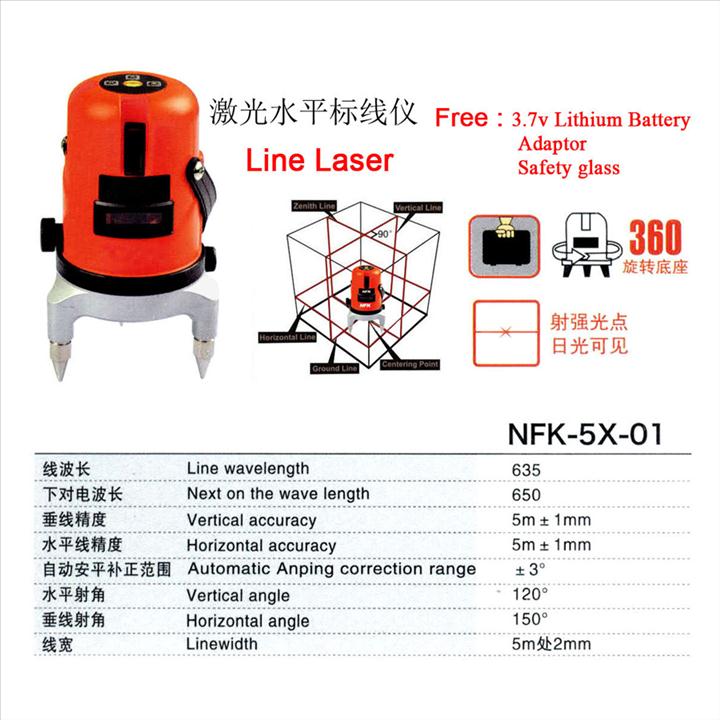 激光水平标线仪
Line Laser
Free : 3.7v Lithium Battery
Adaptor
Safety glass
Zenith Line
Vertical Line
>90°
NFK
Horizontal Line
Ground Line
Centering Point
360
旋转底座
射强光点
日光可见
NFK-5X-01
线波长 Line wavelength 635
下对电波长 Next on the wave length 650
垂线精度 Vertical accuracy 5m±1mm
水平线精度 Horizontal accuracy 5m±1mm
自动安平补正范围 Automatic Anping correction range ±3°
水平射角 Vertical angle 120°
垂线射角 Horizontal angle 150°
线宽 Linewidth 5m处2mm